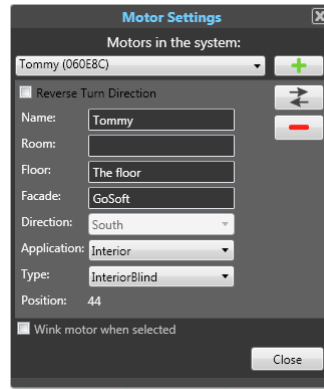 Motor Settings
Motors in the system:
Tommy (060E8C)
Reverse Turn Direction
Name: Tommy
Room:
Floor: The floor
Facade: GoSoft
Direction: South
Application: Interior
Type: InteriorBlind
Position: 44
Wink motor when selected
Close